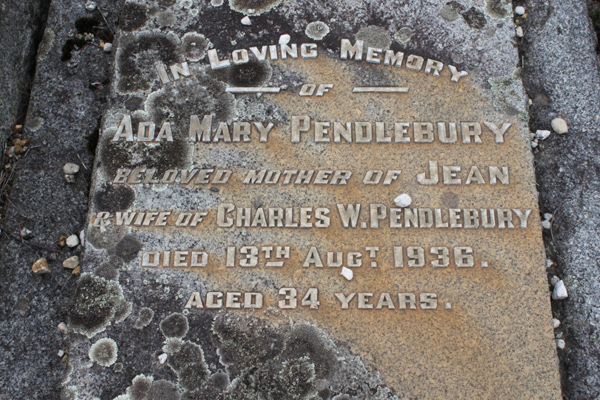 In Loving Memory
of
Ada Mary Pendlebury
beloved mother of Jean
& wife of Charles W. Pendlebury
died 13th Augt. 1936.
aged 34 years.